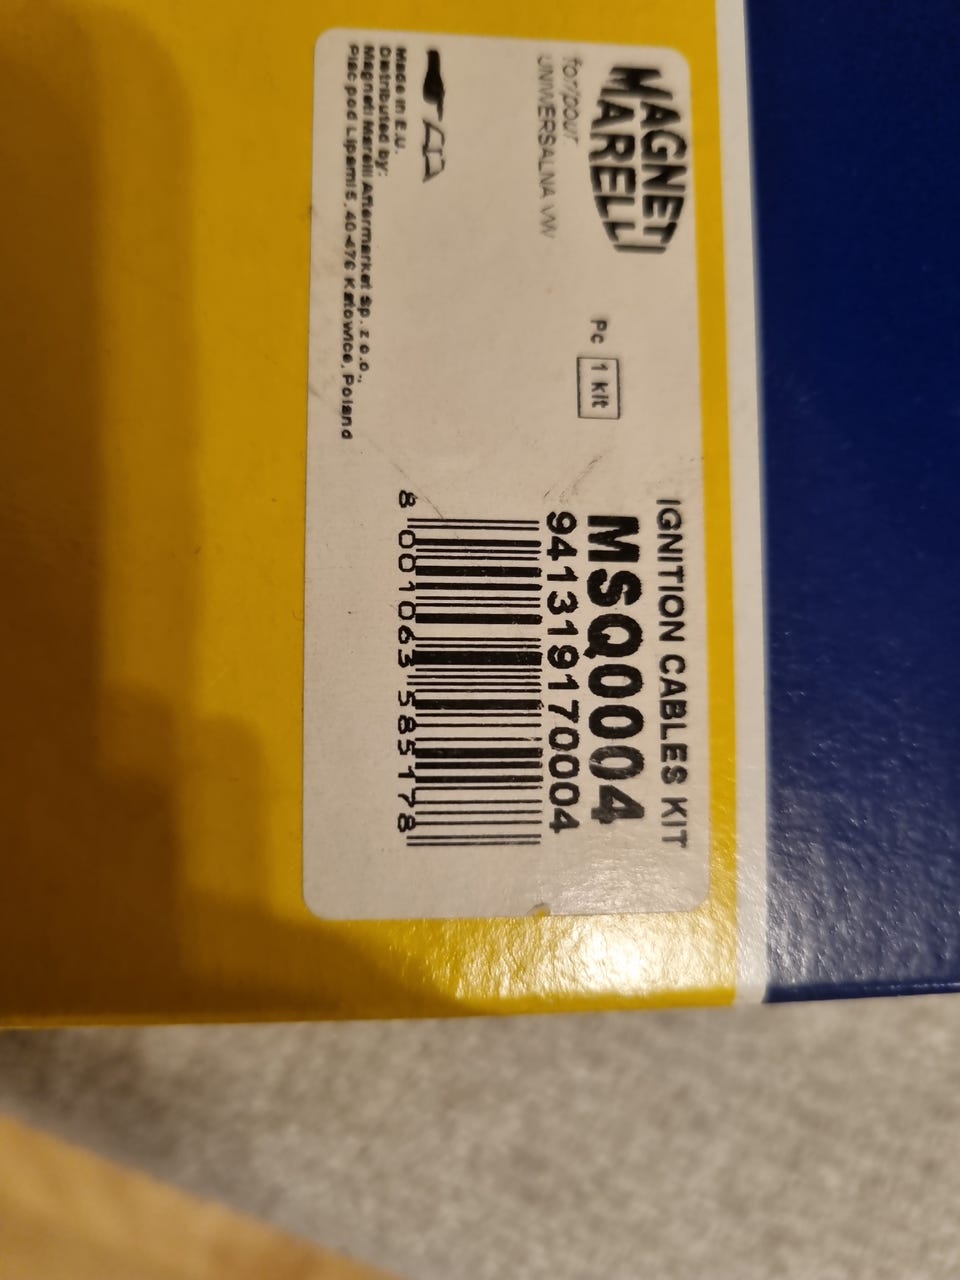 MAGNETI
MARELLI
IGNITION CABLES KIT
for/pour
UNIWERSALNA VW
Pc 1 kit
MSQ0004
941319170004
8 001063 585178
Made in E.U.
Distributed by:
Magneti Marelli Aftermarket Sp. z o.o.,
Plac pod Lipami 5, 40-476 Katowice, Poland